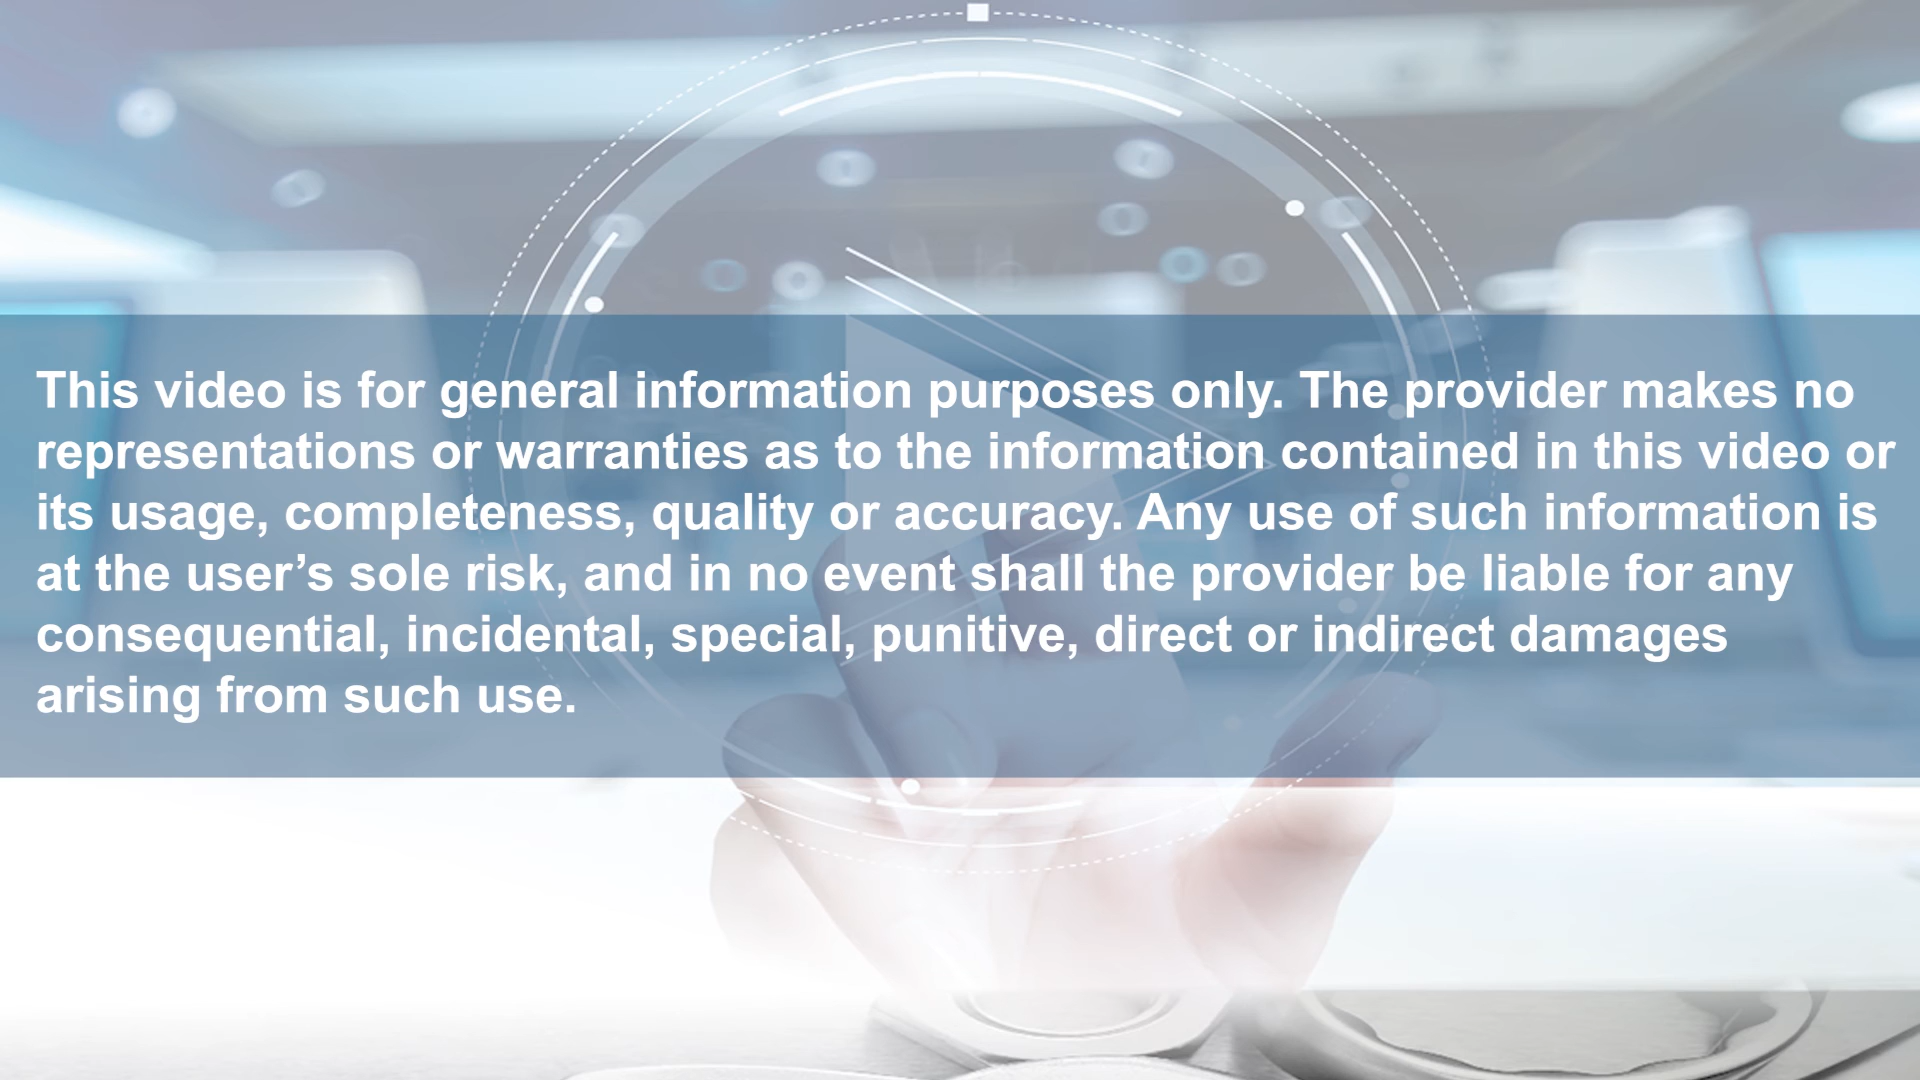 This video is for general information purposes only. The provider makes no
representations or warranties as to the information contained in this video or
its usage, completeness, quality or accuracy. Any use of such information is
at the user’s sole risk, and in no event shall the provider be liable for any
consequential, incidental, special, punitive, direct or indirect damages
arising from such use.